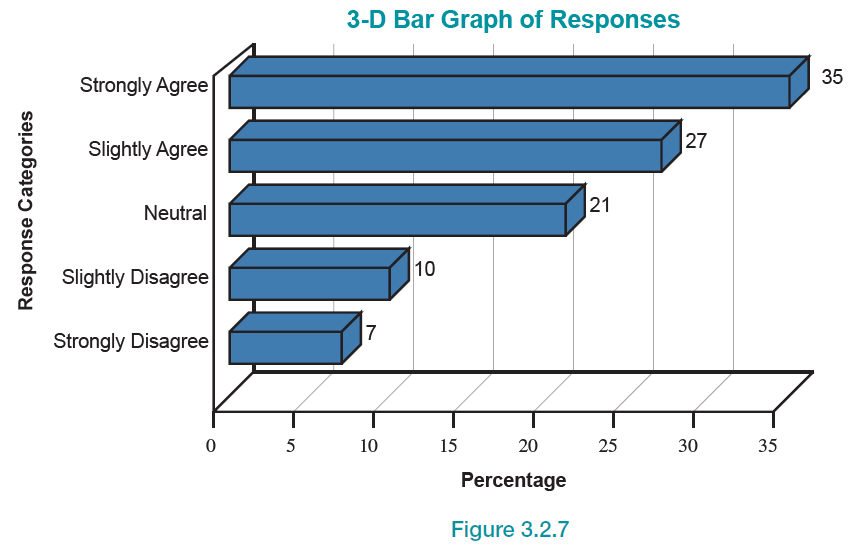 3-D Bar Graph of Responses
Response Categories
Strongly Agree 35
Slightly Agree 27
Neutral 21
Slightly Disagree 10
Strongly Disagree 7
0 5 10 15 20 25 30 35
Percentage
Figure 3.2.7